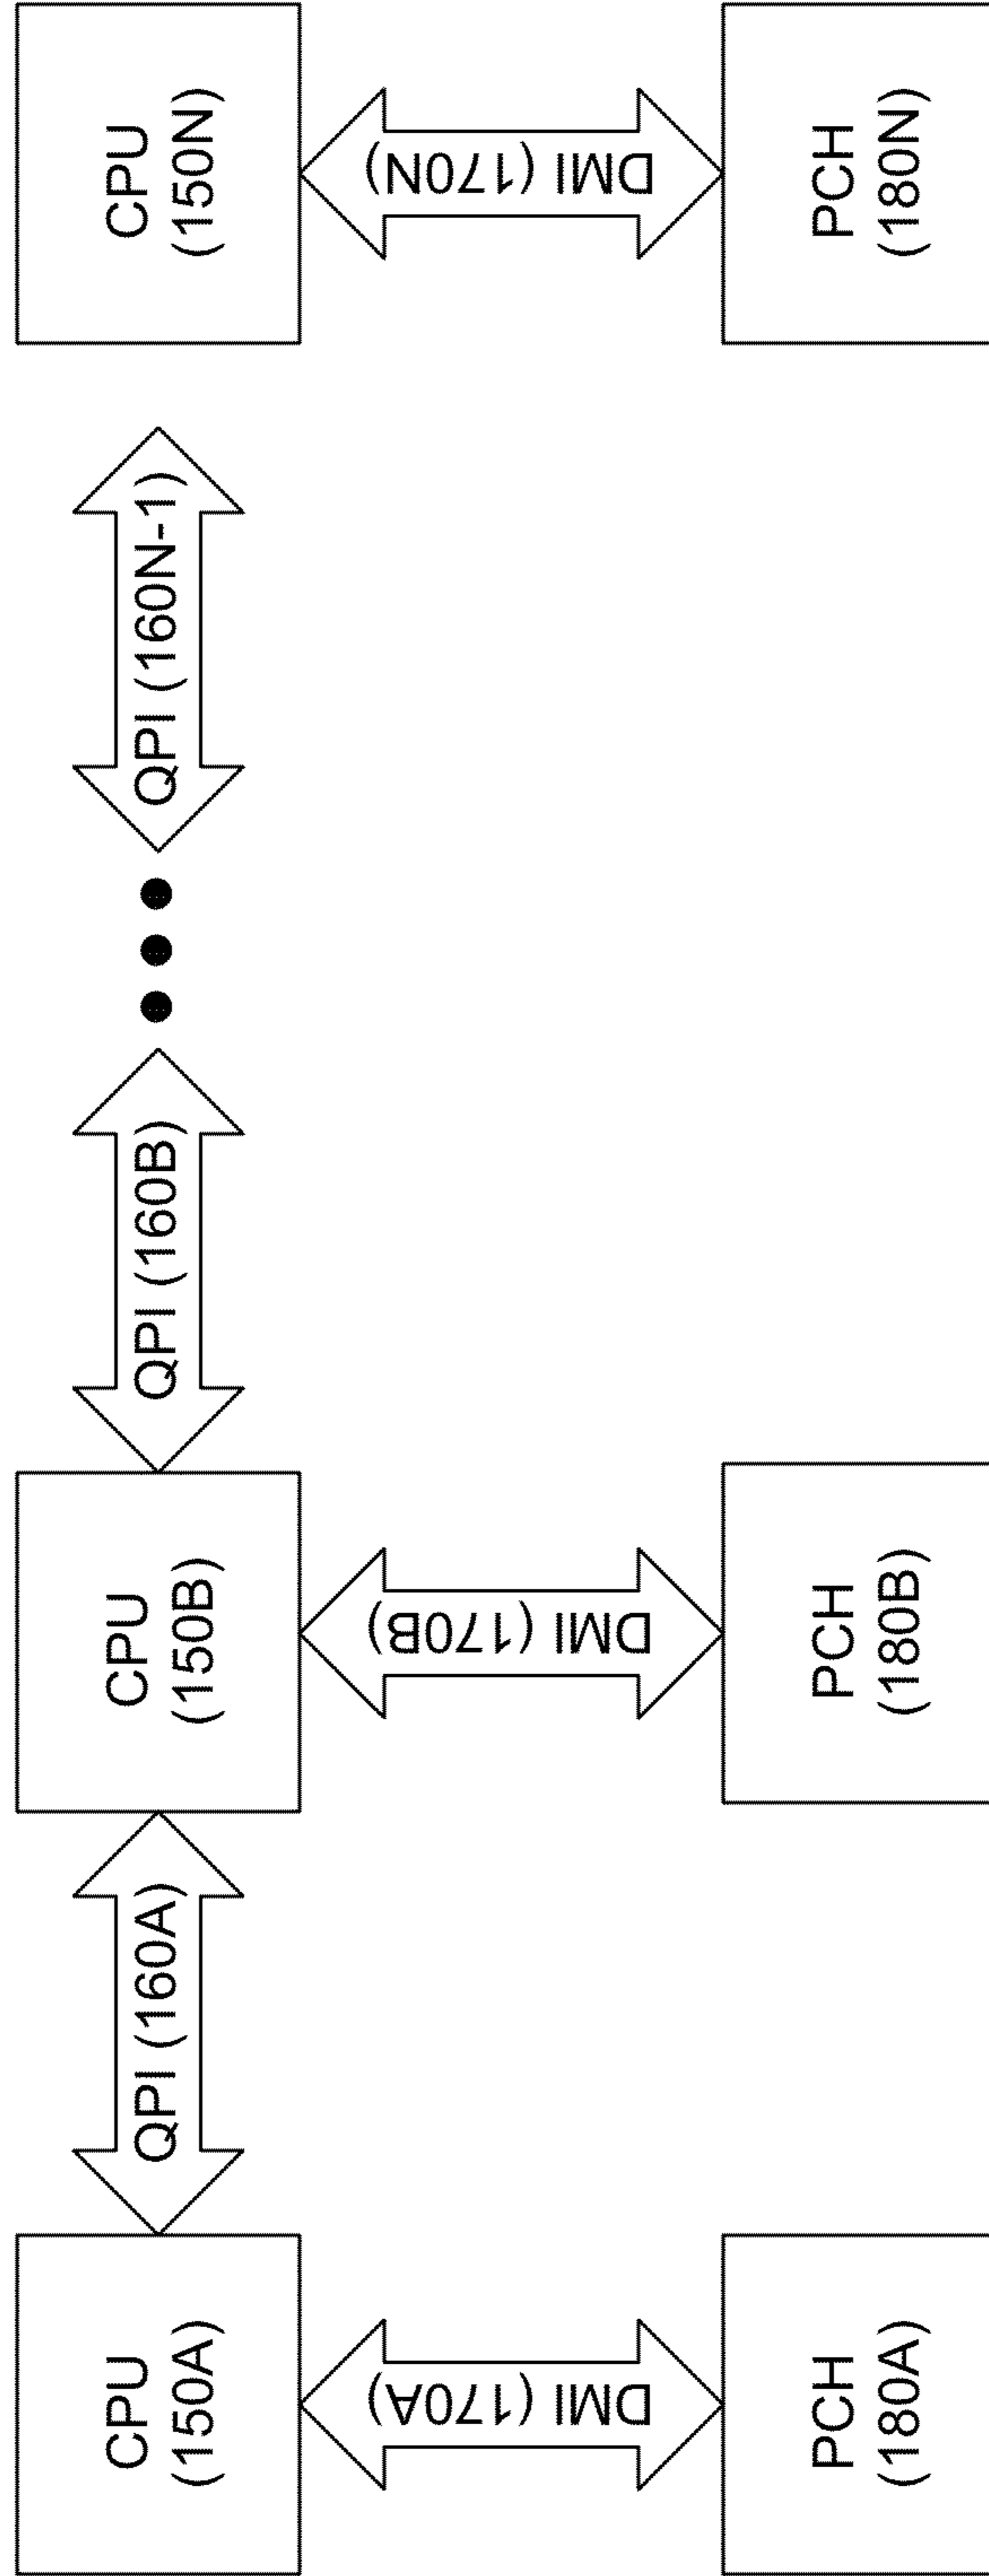 CPU
(150A)
QPI (160A)
CPU
(150B)
QPI (160B)
QPI (160N-1)
CPU
(150N)
DMI (170A)
DMI (170B)
DMI (170N)
PCH
(180A)
PCH
(180B)
PCH
(180N)